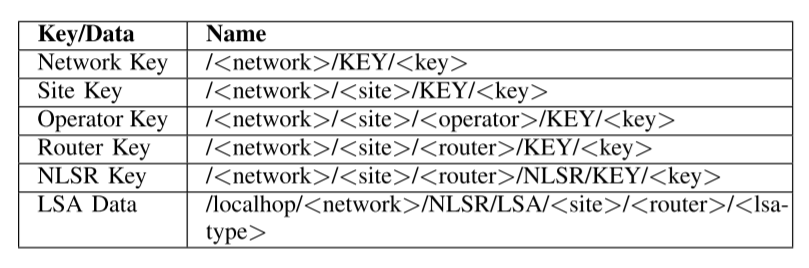 Key/Data Name
Network Key /<network>/KEY/<key>
Site Key /<network>/<site>/KEY/<key>
Operator Key /<network>/<site>/<operator>/KEY/<key>
Router Key /<network>/<site>/<router>/KEY/<key>
NLSR Key /<network>/<site>/<router>/NLSR/KEY/<key>
LSA Data /localhop/<network>/NLSR/LSA/<site>/<router>/<lsa-
type>